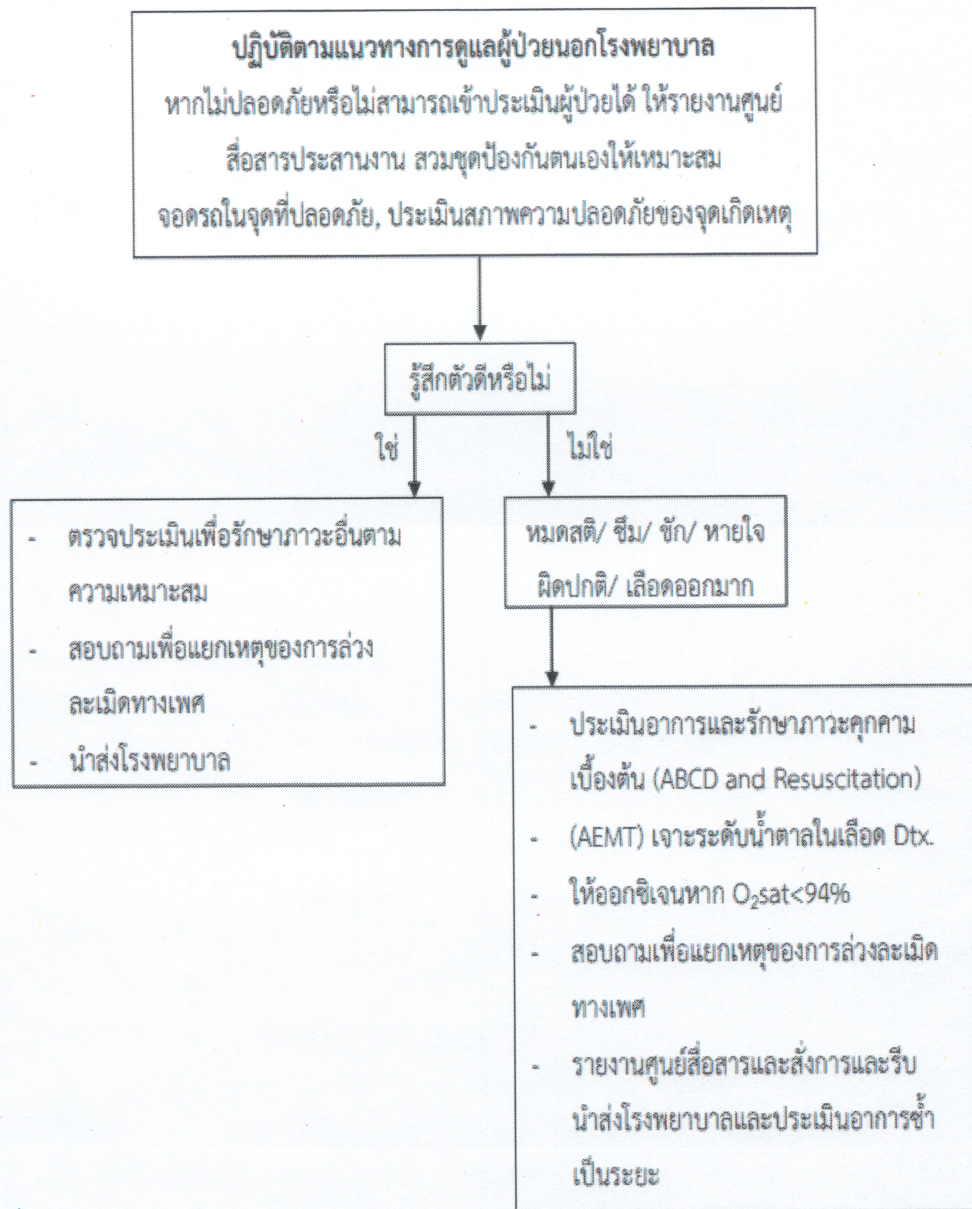 ปฏิบัติตามแนวทางการดูแลผู้ป่วยนอกโรงพยาบาล
หากไม่ปลอดภัยหรือไม่สามารถเข้าประเมินผู้ป่วยได้ ให้รายงานศูนย์
สื่อสารประสานงาน สวมชุดป้องกันตนเองให้เหมาะสม
จอดรถในจุดที่ปลอดภัย, ประเมินสภาพความปลอดภัยของจุดเกิดเหตุ
รู้สึกตัวดีหรือไม่
ใช่
ไม่ใช่
- ตรวจประเมินเพื่อรักษาภาวะอื่นตาม
ความเหมาะสม
- สอบถามเพื่อแยกเหตุของการล่วง
ละเมิดทางเพศ
- นำส่งโรงพยาบาล
หมดสติ/ ซึม/ ชัก/ หายใจ
ผิดปกติ/ เลือดออกมาก
- ประเมินอาการและรักษาภาวะคุกคาม
เบื้องต้น (ABCD and Resuscitation)
- (AEMT) เจาะระดับน้ำตาลในเลือด Dtx.
- ให้ออกซิเจนหาก O₂sat<94%
- สอบถามเพื่อแยกเหตุของการล่วงละเมิด
ทางเพศ
- รายงานศูนย์สื่อสารและสั่งการและรีบ
นำส่งโรงพยาบาลและประเมินอาการซ้ำ
เป็นระยะ